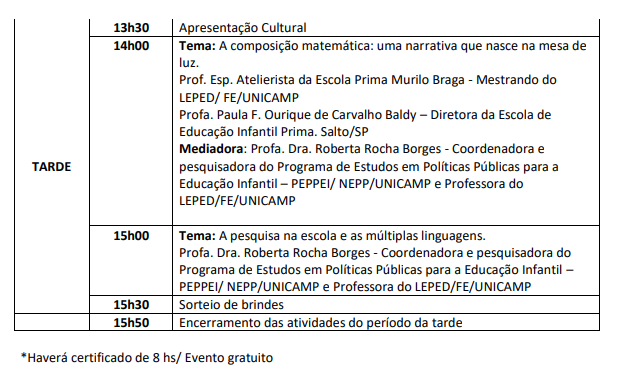 13h30 Apresentação Cultural
14h00 Tema: A composição matemática: uma narrativa que nasce na mesa de
luz.
Prof. Esp. Atelierista da Escola Prima Murilo Braga - Mestrando do
LEPED/ FE/UNICAMP
Profa. Paula F. Ourique de Carvalho Baldy – Diretora da Escola de
Educação Infantil Prima. Salto/SP
Mediadora: Profa. Dra. Roberta Rocha Borges - Coordenadora e
TARDE pesquisadora do Programa de Estudos em Políticas Públicas para a
Educação Infantil – PEPPEI/ NEPP/UNICAMP e Professora do
LEPED/FE/UNICAMP
15h00 Tema: A pesquisa na escola e as múltiplas linguagens.
Profa. Dra. Roberta Rocha Borges - Coordenadora e pesquisadora do
Programa de Estudos em Políticas Públicas para a Educação Infantil –
PEPPEI/ NEPP/UNICAMP e Professora do LEPED/FE/UNICAMP
15h30 Sorteio de brindes
15h50 Encerramento das atividades do período da tarde
*Haverá certificado de 8 hs/ Evento gratuito